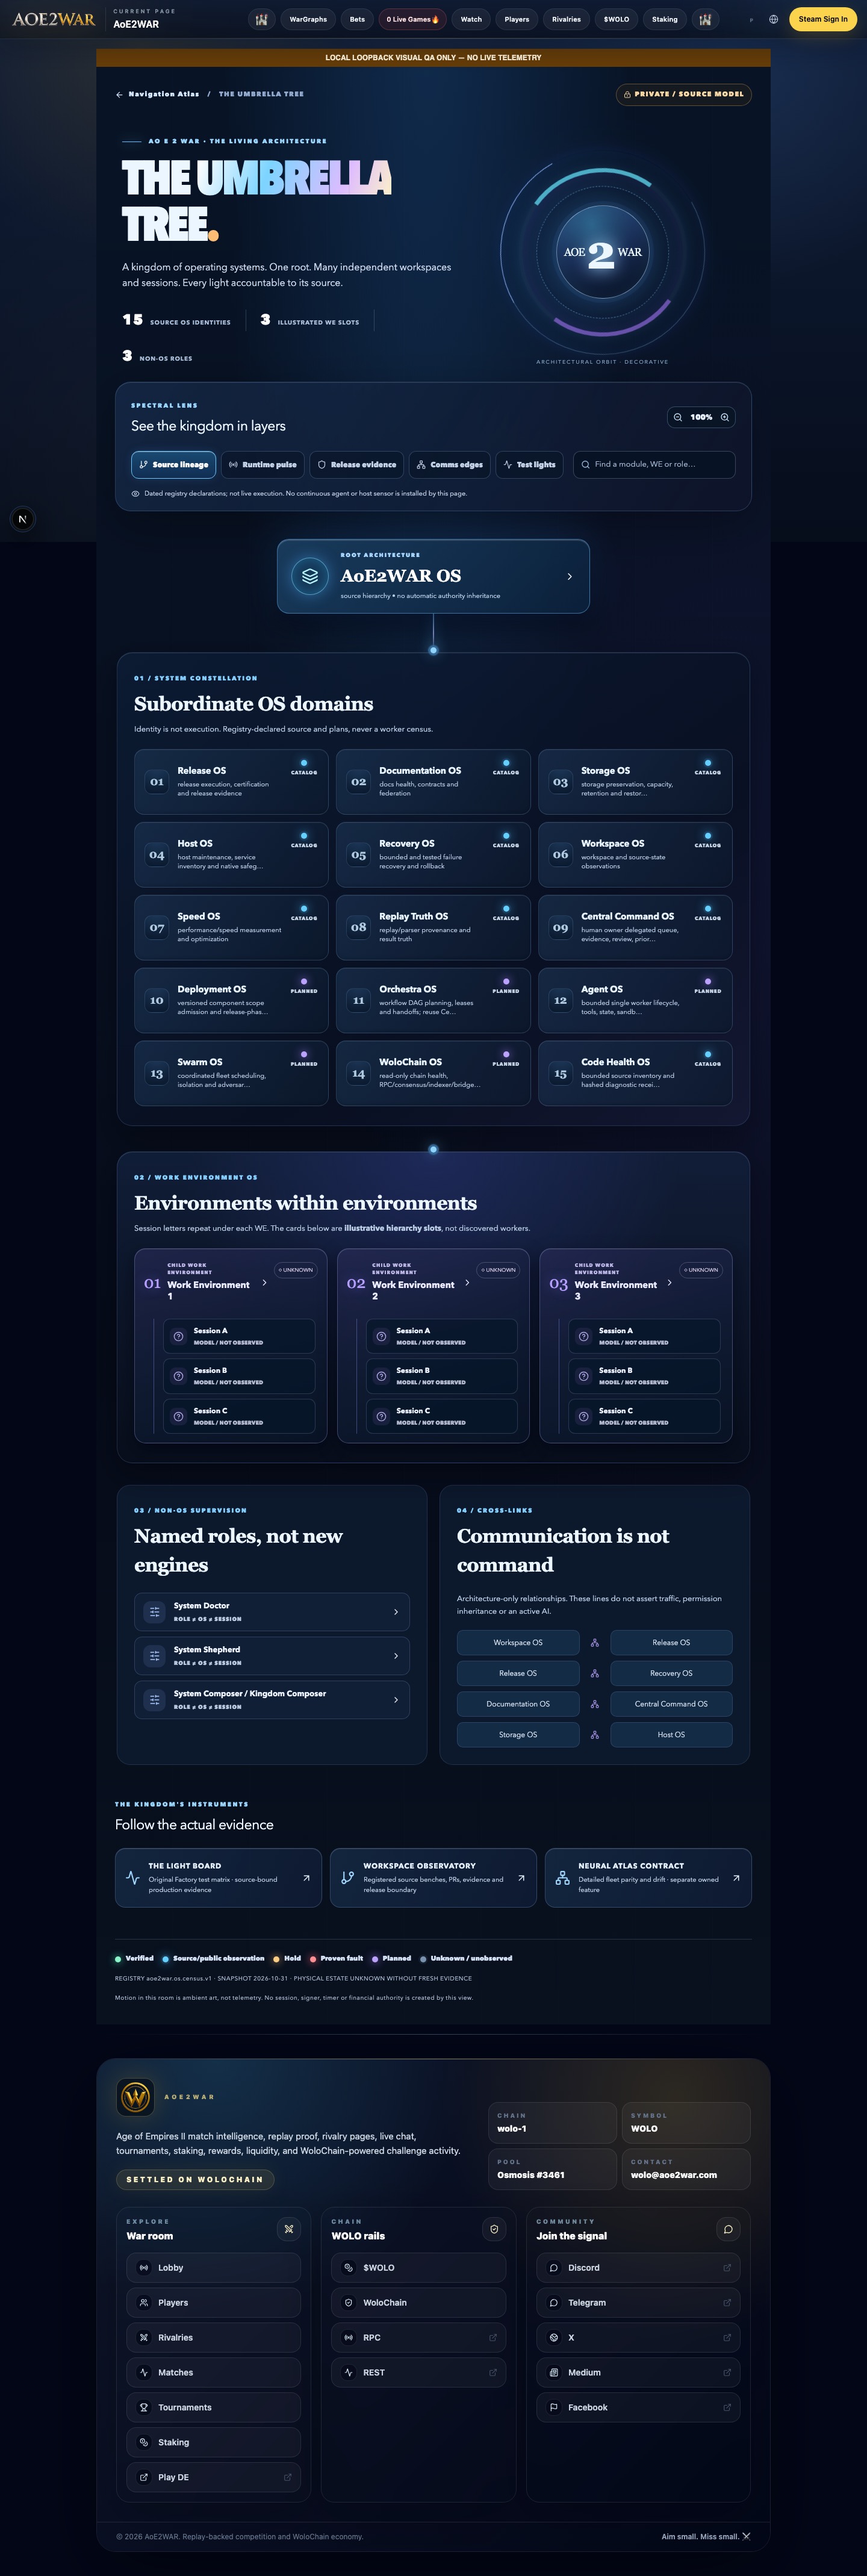 AOE2WAR
CURRENT PAGE
AoE2WAR
WarGraphs
Bets
0 Live Games🔥
Watch
Players
Rivalries
$WOLO
Staking
Steam Sign In
LOCAL LOOPBACK VISUAL QA ONLY — NO LIVE TELEMETRY
Navigation Atlas / THE UMBRELLA TREE
PRIVATE / SOURCE MODEL
AO E 2 WAR • THE LIVING ARCHITECTURE
THE UMBRELLA
TREE.
A kingdom of operating systems. One root. Many independent workspaces
and sessions. Every light accountable to its source.
15 SOURCE OS IDENTITIES
3 ILLUSTRATED WE SLOTS
3 NON-OS ROLES
AOE 2 WAR
ARCHITECTURAL ORBIT · DECORATIVE
SPECTRAL LENS
See the kingdom in layers
100%
Source lineage
Runtime pulse
Release evidence
Comms edges
Test lights
Find a module, WE or role…
Dated registry declarations; not live execution. No continuous agent or host sensor is installed by this page.
N
ROOT ARCHITECTURE
AoE2WAR OS
source hierarchy • no automatic authority inheritance
01 / SYSTEM CONSTELLATION
Subordinate OS domains
Identity is not execution. Registry-declared source and plans, never a worker census.
01
Release OS
release execution, certification
and release evidence
CATALOG
02
Documentation OS
docs health, contracts and
federation
CATALOG
03
Storage OS
storage preservation, capacity,
retention and restor…
CATALOG
04
Host OS
host maintenance, service
inventory and native safeg…
CATALOG
05
Recovery OS
bounded and tested failure
recovery and rollback
CATALOG
06
Workspace OS
workspace and source-state
observations
CATALOG
07
Speed OS
performance/speed measurement
and optimization
CATALOG
08
Replay Truth OS
replay/parser provenance and
result truth
CATALOG
09
Central Command OS
human owner delegated queue,
evidence, review, prior…
CATALOG
10
Deployment OS
versioned component scope
admission and release-phas…
PLANNED
11
Orchestra OS
workflow DAG planning, leases
and handoffs; reuse Ce…
PLANNED
12
Agent OS
bounded single worker lifecycle,
tools, state, sandb…
PLANNED
13
Swarm OS
coordinated fleet scheduling,
isolation and adversar…
PLANNED
14
WoloChain OS
read-only chain health,
RPC/consensus/indexer/bridge…
PLANNED
15
Code Health OS
bounded source inventory and
hashed diagnostic recei…
CATALOG
02 / WORK ENVIRONMENT OS
Environments within environments
Session letters repeat under each WE. The cards below are illustrative hierarchy slots, not discovered workers.
01
CHILD WORK
ENVIRONMENT
Work Environment
1
UNKNOWN
Session A
MODEL / NOT OBSERVED
Session B
MODEL / NOT OBSERVED
Session C
MODEL / NOT OBSERVED
02
CHILD WORK
ENVIRONMENT
Work Environment
2
UNKNOWN
Session A
MODEL / NOT OBSERVED
Session B
MODEL / NOT OBSERVED
Session C
MODEL / NOT OBSERVED
03
CHILD WORK
ENVIRONMENT
Work Environment
3
UNKNOWN
Session A
MODEL / NOT OBSERVED
Session B
MODEL / NOT OBSERVED
Session C
MODEL / NOT OBSERVED
03 / NON-OS SUPERVISION
Named roles, not new
engines
System Doctor
ROLE ≠ OS ≠ SESSION
System Shepherd
ROLE ≠ OS ≠ SESSION
System Composer / Kingdom Composer
ROLE ≠ OS ≠ SESSION
04 / CROSS-LINKS
Communication is not
command
Architecture-only relationships. These lines do not assert traffic, permission
inheritance or an active AI.
Workspace OS
Release OS
Release OS
Recovery OS
Documentation OS
Central Command OS
Storage OS
Host OS
THE KINGDOM'S INSTRUMENTS
Follow the actual evidence
THE LIGHT BOARD
Original Factory test matrix · source-bound
production evidence
WORKSPACE OBSERVATORY
Registered source benches, PRs, evidence and
release boundary
NEURAL ATLAS CONTRACT
Detailed fleet parity and drift · separate owned
feature
Verified
Source/public observation
Hold
Proven fault
Planned
Unknown / unobserved
REGISTRY aoe2war.os.census.v1 · SNAPSHOT 2026-10-31 · PHYSICAL ESTATE UNKNOWN WITHOUT FRESH EVIDENCE
Motion in this room is ambient art, not telemetry. No session, signer, timer or financial authority is created by this view.
AOE2WAR
Age of Empires II match intelligence, replay proof, rivalry pages, live chat,
tournaments, staking, rewards, liquidity, and WoloChain-powered challenge activity.
SETTLED ON WOLOCHAIN
CHAIN
wolo-1
SYMBOL
WOLO
POOL
Osmosis #3461
CONTACT
wolo@aoe2war.com
EXPLORE
War room
Lobby
Players
Rivalries
Matches
Tournaments
Staking
Play DE
CHAIN
WOLO rails
$WOLO
WoloChain
RPC
REST
COMMUNITY
Join the signal
Discord
Telegram
X
Medium
Facebook
© 2026 AoE2WAR. Replay-backed competition and WoloChain economy.
Aim small. Miss small.